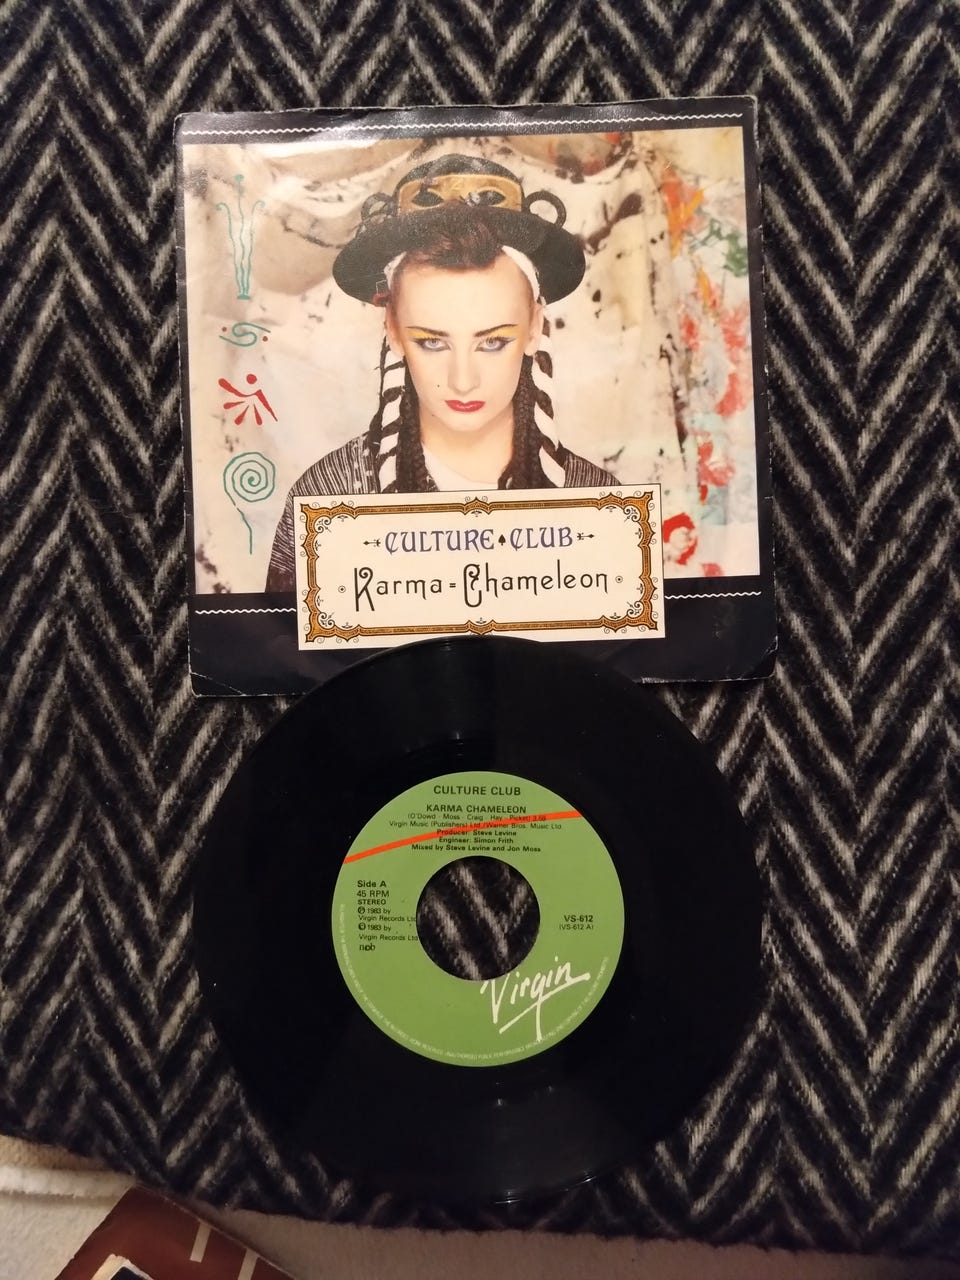 CULTURE♠CLUB
Karma=Chameleon
CULTURE CLUB
KARMA CHAMELEON
(O'Dowd - Moss - Craig - Hay - Picket) 3.58
Virgin Music (Publishers) Ltd./Warner Bros. Music Ltd
Producer: Steve Levine
Engineer: Simon Frith
Mixed by Steve Levine and Jon Moss
Side A
45 RPM
STEREO
℗ 1983 by
Virgin Records Ltd
© 1983 by
Virgin Records Ltd
ncb
VS-612
(VS-612 A)
Virgin